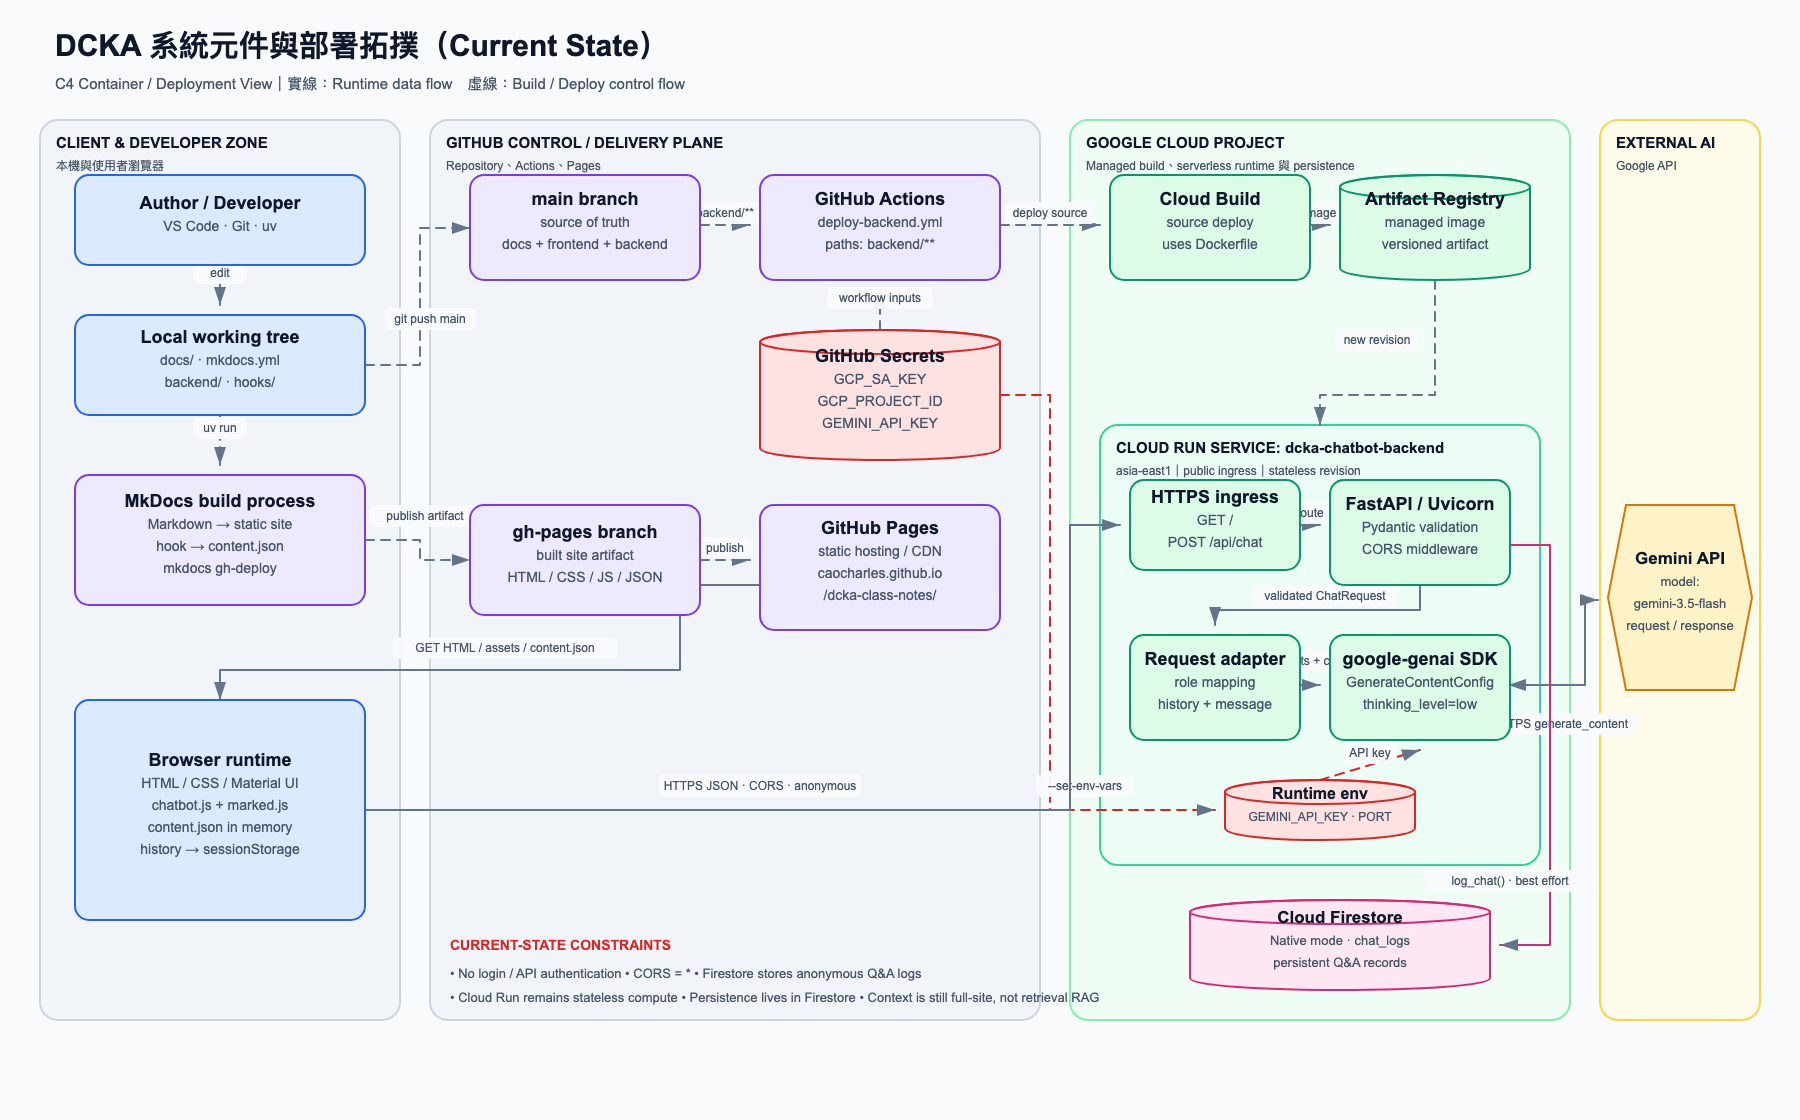 DCKA 系統元件與部署拓撲（Current State）
C4 Container / Deployment View｜實線：Runtime data flow　虛線：Build / Deploy control flow
CLIENT & DEVELOPER ZONE
本機與使用者瀏覽器
Author / Developer
VS Code · Git · uv
edit
Local working tree
docs/ · mkdocs.yml
backend/ · hooks/
uv run
MkDocs build process
Markdown → static site
hook → content.json
mkdocs gh-deploy
Browser runtime
HTML / CSS / Material UI
chatbot.js + marked.js
content.json in memory
history → sessionStorage
git push main
publish artifact
GET HTML / assets / content.json
GITHUB CONTROL / DELIVERY PLANE
Repository、Actions、Pages
main branch
source of truth
docs + frontend + backend
backend/**
GitHub Actions
deploy-backend.yml
paths: backend/**
deploy source
workflow inputs
GitHub Secrets
GCP_SA_KEY
GCP_PROJECT_ID
GEMINI_API_KEY
gh-pages branch
built site artifact
HTML / CSS / JS / JSON
publish
GitHub Pages
static hosting / CDN
caocharles.github.io
/dcka-class-notes/
HTTPS JSON · CORS · anonymous
--set-env-vars
CURRENT-STATE CONSTRAINTS
• No login / API authentication • CORS = * • Firestore stores anonymous Q&A logs
• Cloud Run remains stateless compute • Persistence lives in Firestore • Context is still full-site, not retrieval RAG
GOOGLE CLOUD PROJECT
Managed build、serverless runtime 與 persistence
Cloud Build
source deploy
uses Dockerfile
Artifact Registry
managed image
versioned artifact
new revision
CLOUD RUN SERVICE: dcka-chatbot-backend
asia-east1｜public ingress｜stateless revision
HTTPS ingress
GET /
POST /api/chat
FastAPI / Uvicorn
Pydantic validation
CORS middleware
validated ChatRequest
Request adapter
role mapping
history + message
google-genai SDK
GenerateContentConfig
thinking_level=low
generate_content
API key
Runtime env
GEMINI_API_KEY · PORT
log_chat() · best effort
Cloud Firestore
Native mode · chat_logs
persistent Q&A records
EXTERNAL AI
Google API
Gemini API
model:
gemini-3.5-flash
request / response